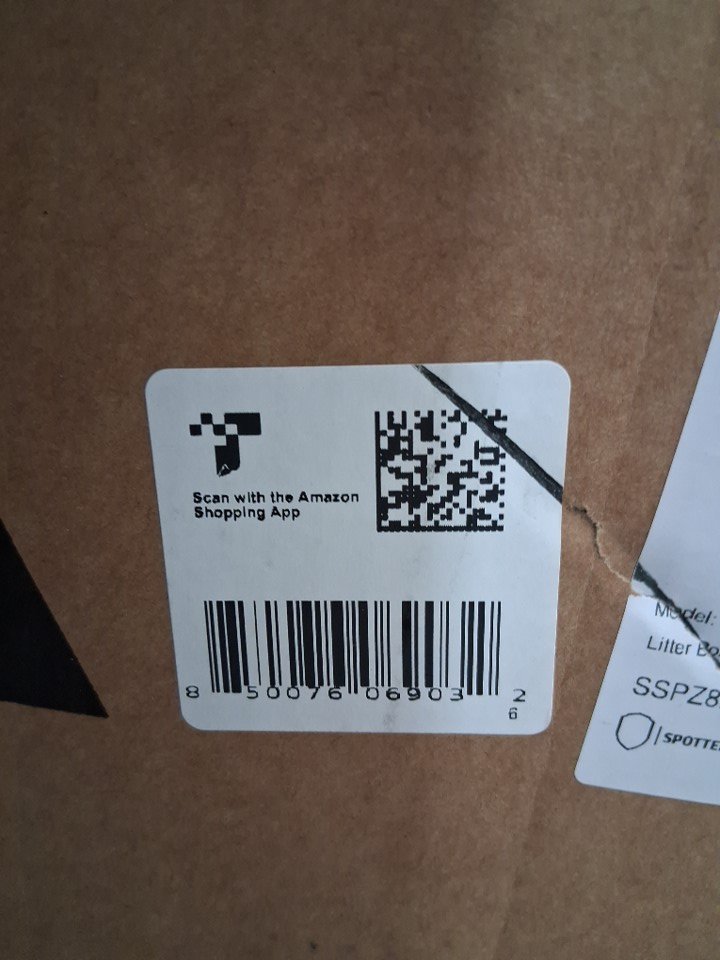 Scan with the Amazon
Shopping App
8 50076 06903 2
6
Model:
Litter Bo
SSPZ8
SPOTTE